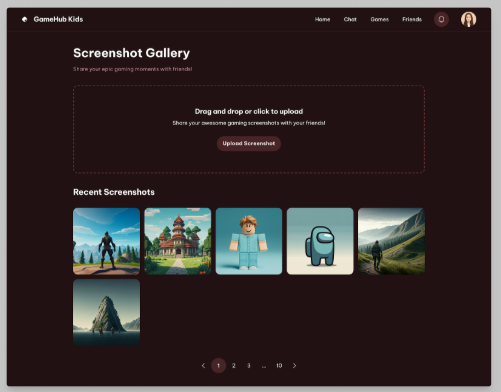 GameHub Kids
Home Chat Games Friends
Screenshot Gallery
Share your epic gaming moments with friends!
Drag and drop or click to upload
Share your awesome gaming screenshots with your friends!
Upload Screenshot
Recent Screenshots
1 2 3 ... 10